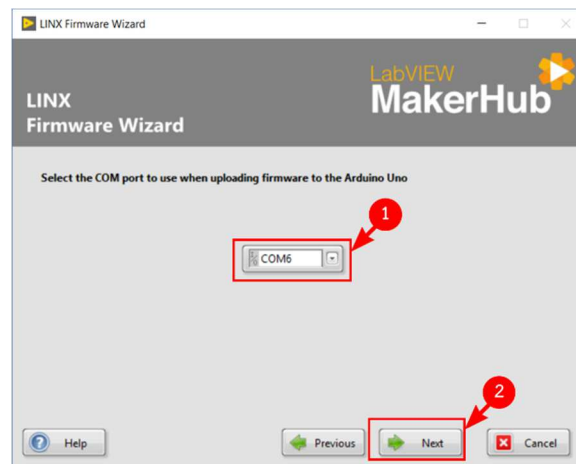 LINX Firmware Wizard
LabVIEW
MakerHub
LINX
Firmware Wizard
Select the COM port to use when uploading firmware to the Arduino Uno
1
COM6
2
Help
Previous
Next
Cancel